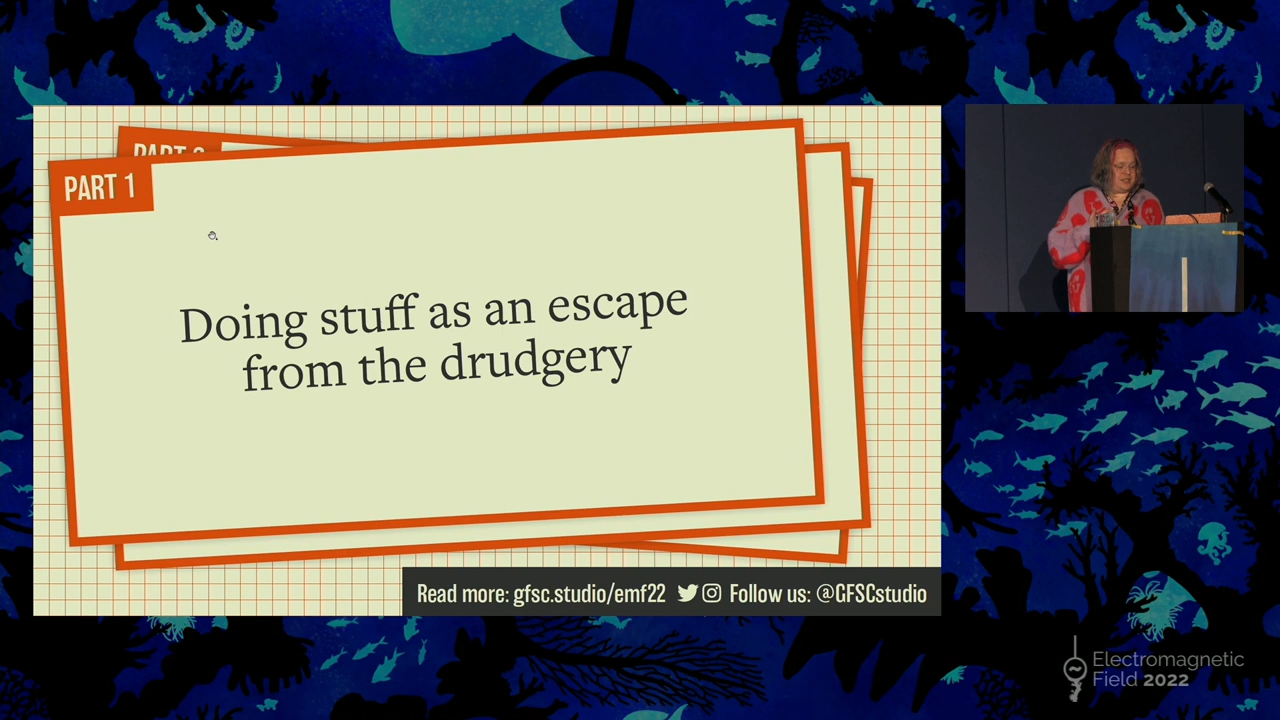 PART 1
Doing stuff as an escape
from the drudgery
Read more: gfsc.studio/emf22 Follow us: @GFSCstudio
Electromagnetic
Field 2022